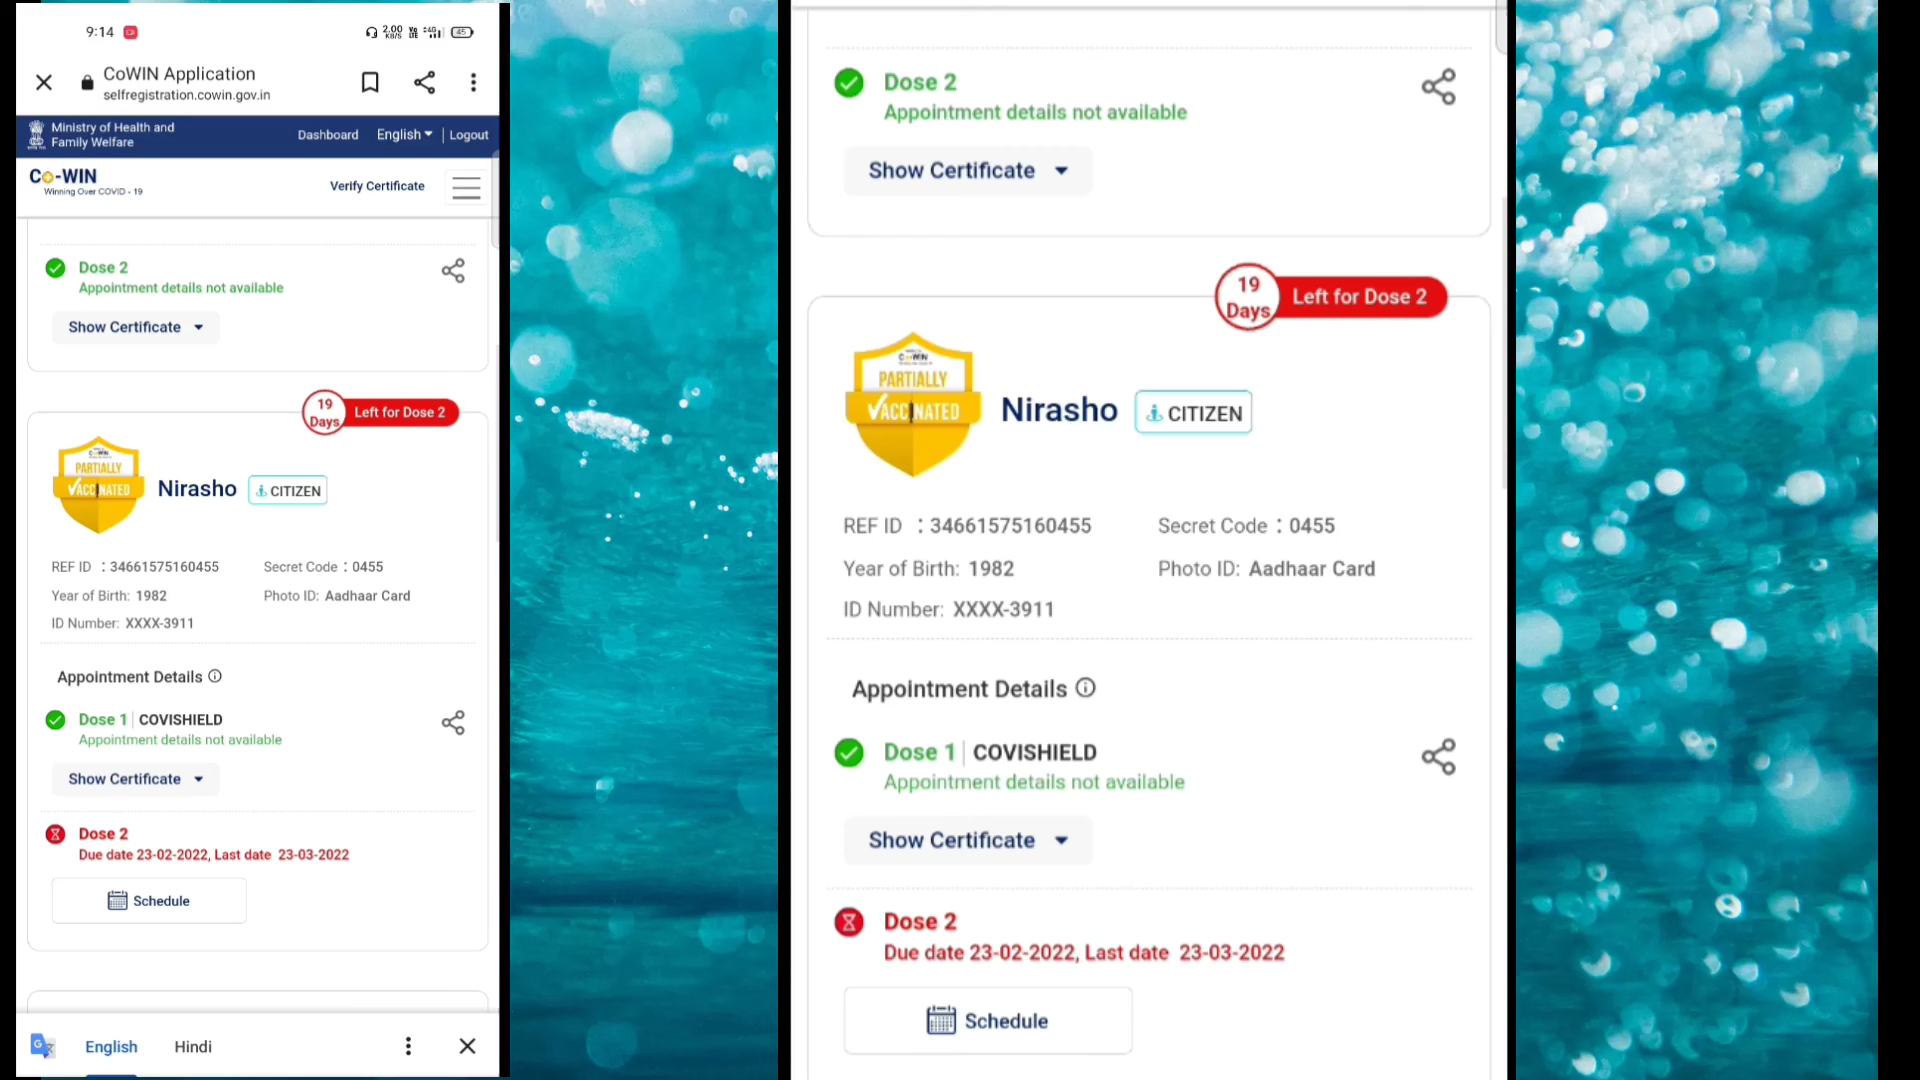 9:14
2.00 KB/S
45
CoWIN Application
selfregistration.cowin.gov.in
Ministry of Health and
Family Welfare
Dashboard English Logout
Co-WIN
Winning Over COVID - 19
Verify Certificate
Dose 2
Appointment details not available
Show Certificate
19 Days Left for Dose 2
PARTIALLY
VACCINATED
Nirasho CITIZEN
REF ID : 34661575160455 Secret Code : 0455
Year of Birth: 1982 Photo ID: Aadhaar Card
ID Number: XXXX-3911
Appointment Details
Dose 1 | COVISHIELD
Appointment details not available
Show Certificate
Dose 2
Due date 23-02-2022, Last date 23-03-2022
Schedule
English Hindi
Dose 2
Appointment details not available
Show Certificate
19 Days Left for Dose 2
PARTIALLY
VACCINATED
Nirasho CITIZEN
REF ID : 34661575160455 Secret Code : 0455
Year of Birth: 1982 Photo ID: Aadhaar Card
ID Number: XXXX-3911
Appointment Details
Dose 1 | COVISHIELD
Appointment details not available
Show Certificate
Dose 2
Due date 23-02-2022, Last date 23-03-2022
Schedule